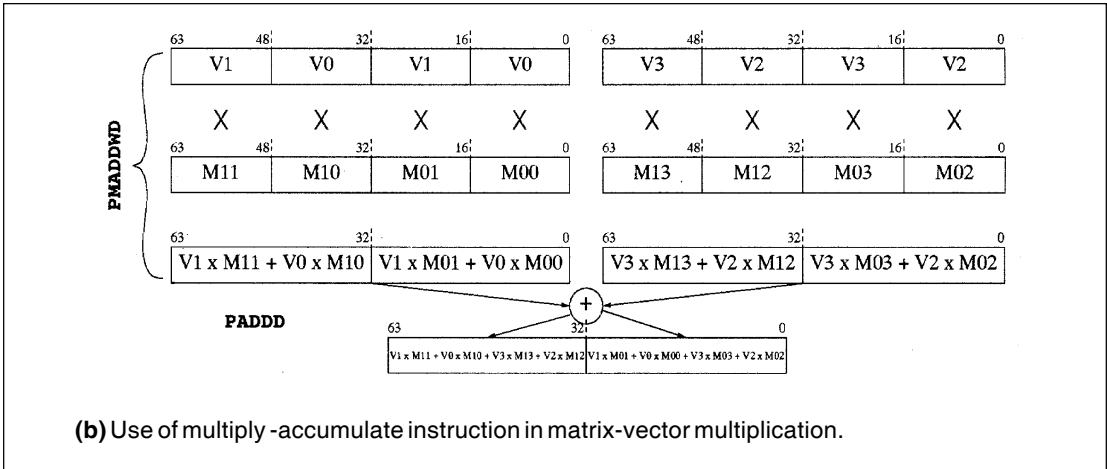 63 48 32 16 0 63 48 32 16 0
V1 V0 V1 V0 V3 V2 V3 V2
X X X X X X X X
63 48 32 16 0 63 48 32 16 0
M11 M10 M01 M00 M13 M12 M03 M02
PMADDWD
63 32 0 63 32 0
V1 x M11 + V0 x M10 V1 x M01 + V0 x M00 V3 x M13 + V2 x M12 V3 x M03 + V2 x M02
+
PADDD
63 32 0
V1 x M11 + V0 x M10 + V3 x M13 + V2 x M12 V1 x M01 + V0 x M00 + V3 x M03 + V2 x M02
(b) Use of multiply -accumulate instruction in matrix-vector multiplication.